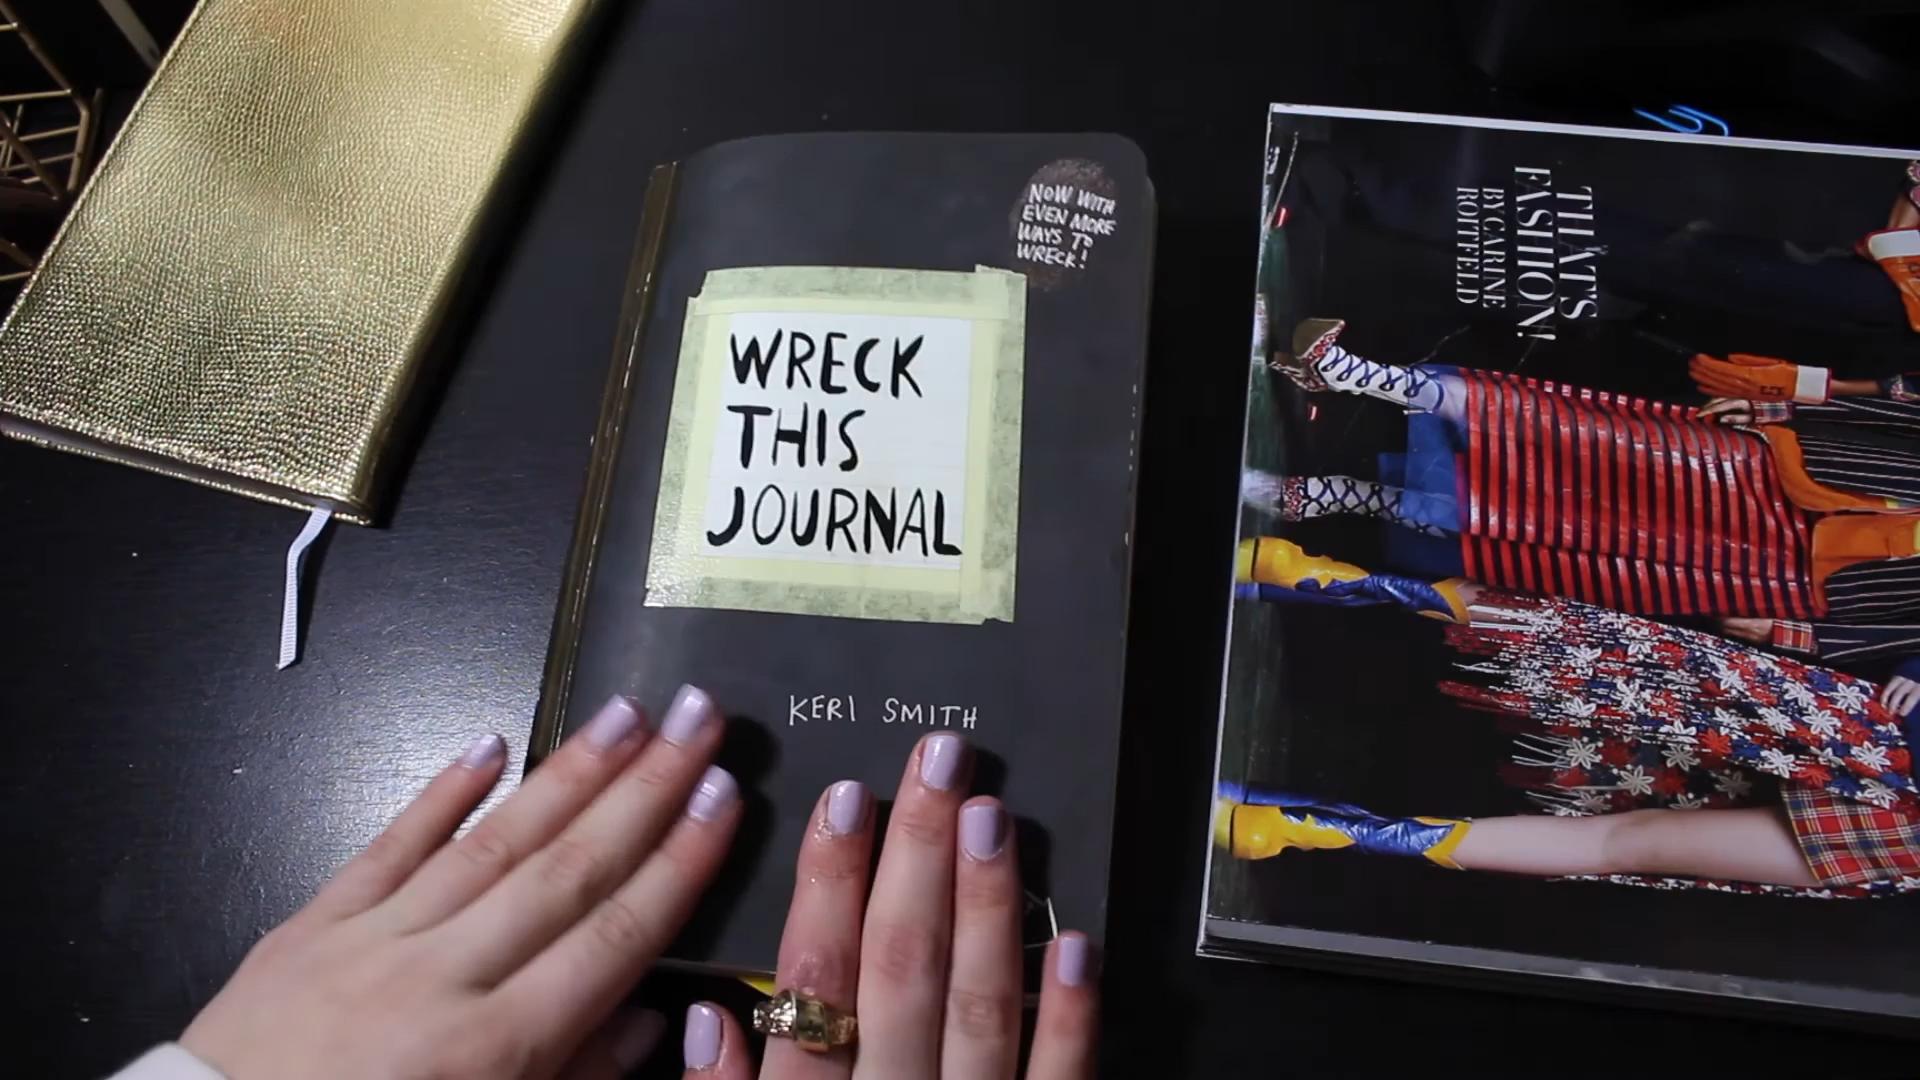 NOW WITH
EVEN MORE
WAYS TO
WRECK!
WRECK
THIS
JOURNAL
KERI SMITH
THAT'S
FASHION!
BY CARINE
ROITFELD